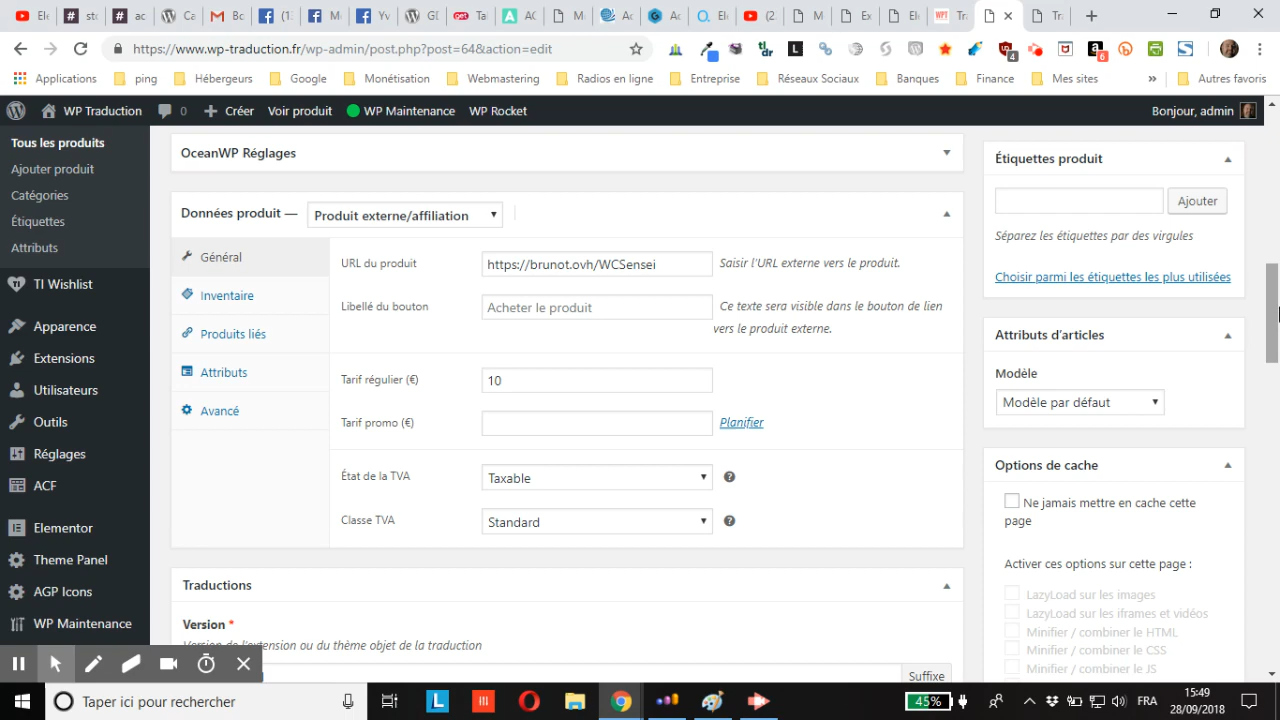 https://www.wp-traduction.fr/wp-admin/post.php?post=64&action=edit
4
6
Applications
ping
Hébergeurs
Google
Monétisation
Webmastering
Radios en ligne
Entreprise
Réseaux Sociaux
Banques
Finance
Mes sites
»
Autres favoris
WP Traduction
0
Créer
Voir produit
WP Maintenance
WP Rocket
Bonjour, admin
Tous les produits
Ajouter produit
Catégories
Étiquettes
Attributs
TI Wishlist
Apparence
Extensions
Utilisateurs
Outils
Réglages
ACF
Elementor
Theme Panel
AGP Icons
WP Maintenance
OceanWP Réglages
Données produit — Produit externe/affiliation
Général
Inventaire
Produits liés
Attributs
Avancé
URL du produit
https://brunot.ovh/WCSensei
Saisir l'URL externe vers le produit.
Libellé du bouton
Acheter le produit
Ce texte sera visible dans le bouton de lien
vers le produit externe.
Tarif régulier (€)
10
Tarif promo (€)
Planifier
État de la TVA
Taxable
Classe TVA
Standard
Traductions
Version *
Version de l'extension ou du thème objet de la traduction
Suffixe
Étiquettes produit
Ajouter
Séparez les étiquettes par des virgules
Choisir parmi les étiquettes les plus utilisées
Attributs d’articles
Modèle
Modèle par défaut
Options de cache
Ne jamais mettre en cache cette
page
Activer ces options sur cette page :
LazyLoad sur les images
LazyLoad sur les iframes et vidéos
Minifier / combiner le HTML
Minifier / combiner le CSS
Minifier / combiner le JS
Taper ici pour rechercher
45%
FRA
15:49
28/09/2018